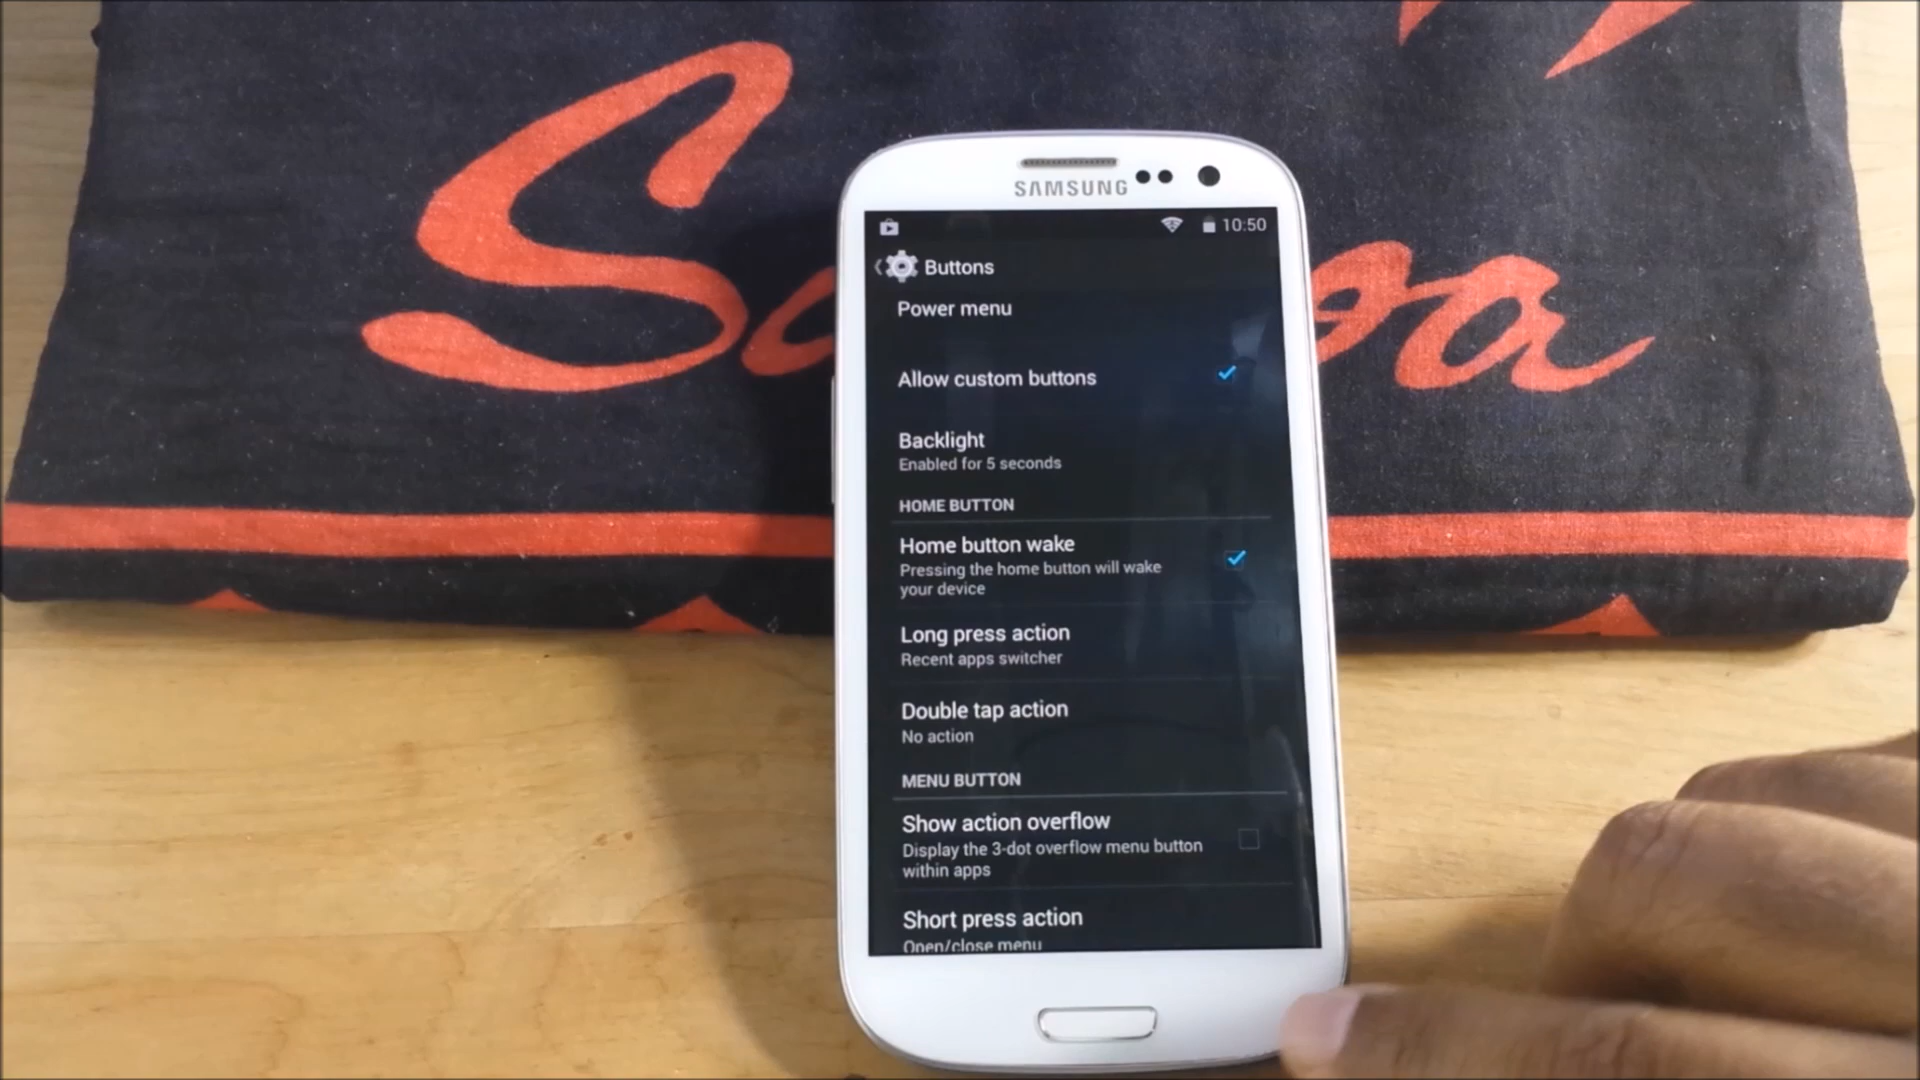 SAMSUNG
10:50
Buttons
Power menu
Allow custom buttons
Backlight
Enabled for 5 seconds
HOME BUTTON
Home button wake
Pressing the home button will wake
your device
Long press action
Recent apps switcher
Double tap action
No action
MENU BUTTON
Show action overflow
Display the 3-dot overflow menu button
within apps
Short press action
Open/close menu